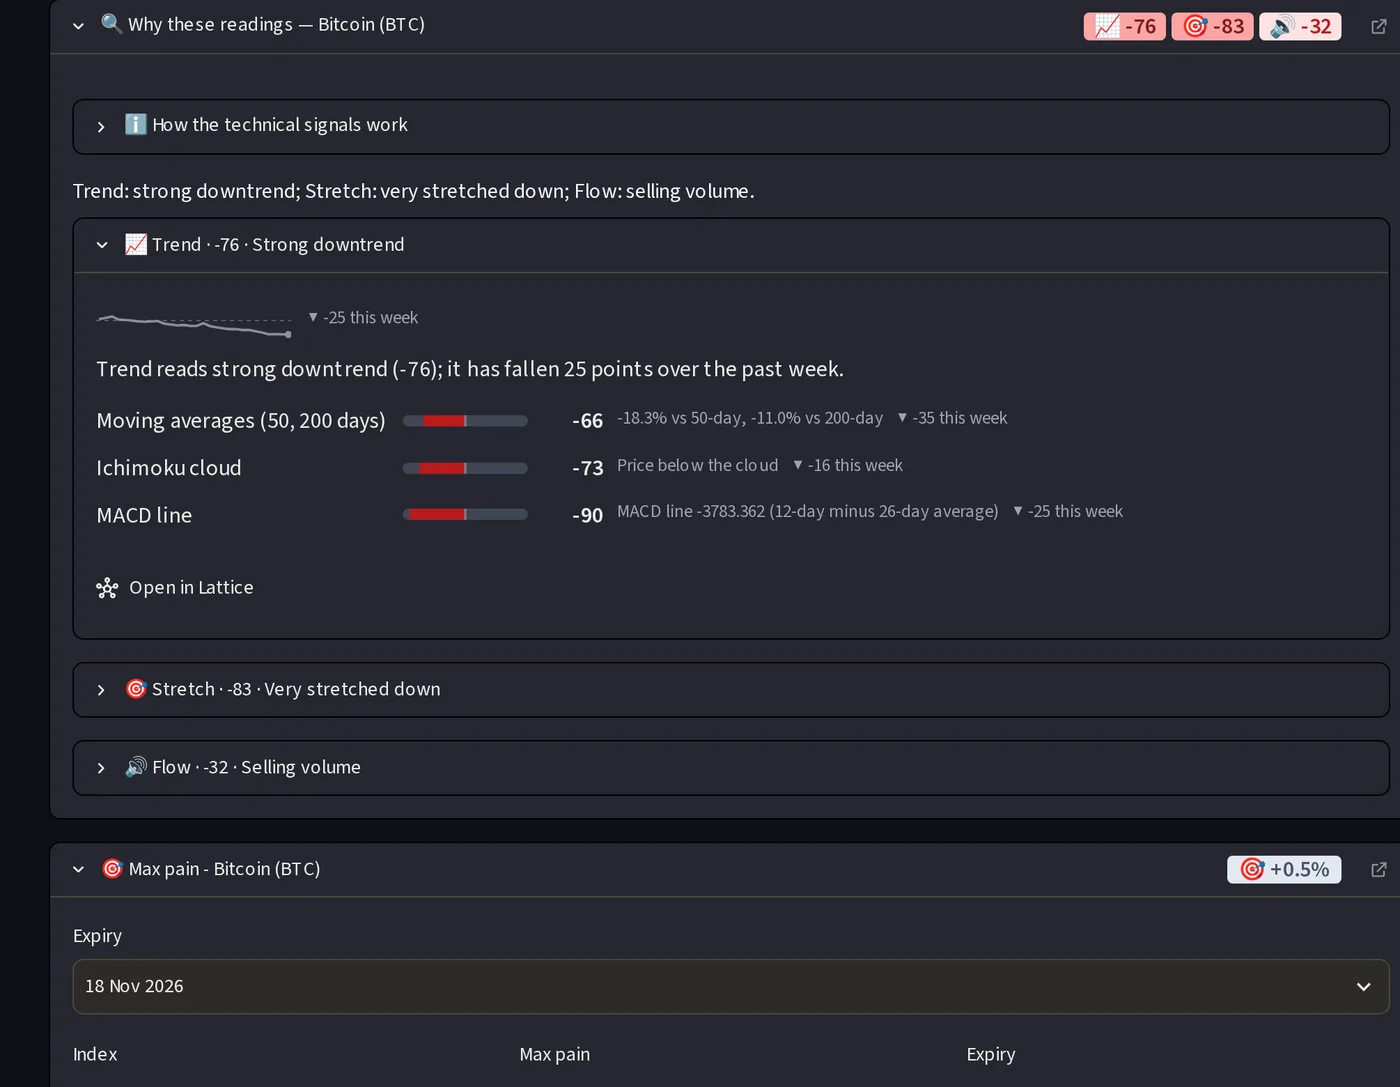 Why these readings — Bitcoin (BTC)
-76
-83
-32
How the technical signals work
Trend: strong downtrend; Stretch: very stretched down; Flow: selling volume.
Trend · -76 · Strong downtrend
▼ -25 this week
Trend reads strong downtrend (-76); it has fallen 25 points over the past week.
Moving averages (50, 200 days) -66 -18.3% vs 50-day, -11.0% vs 200-day ▼ -35 this week
Ichimoku cloud -73 Price below the cloud ▼ -16 this week
MACD line -90 MACD line -3783.362 (12-day minus 26-day average) ▼ -25 this week
Open in Lattice
Stretch · -83 · Very stretched down
Flow · -32 · Selling volume
Max pain - Bitcoin (BTC)
+0.5%
Expiry
18 Nov 2026
Index Max pain Expiry